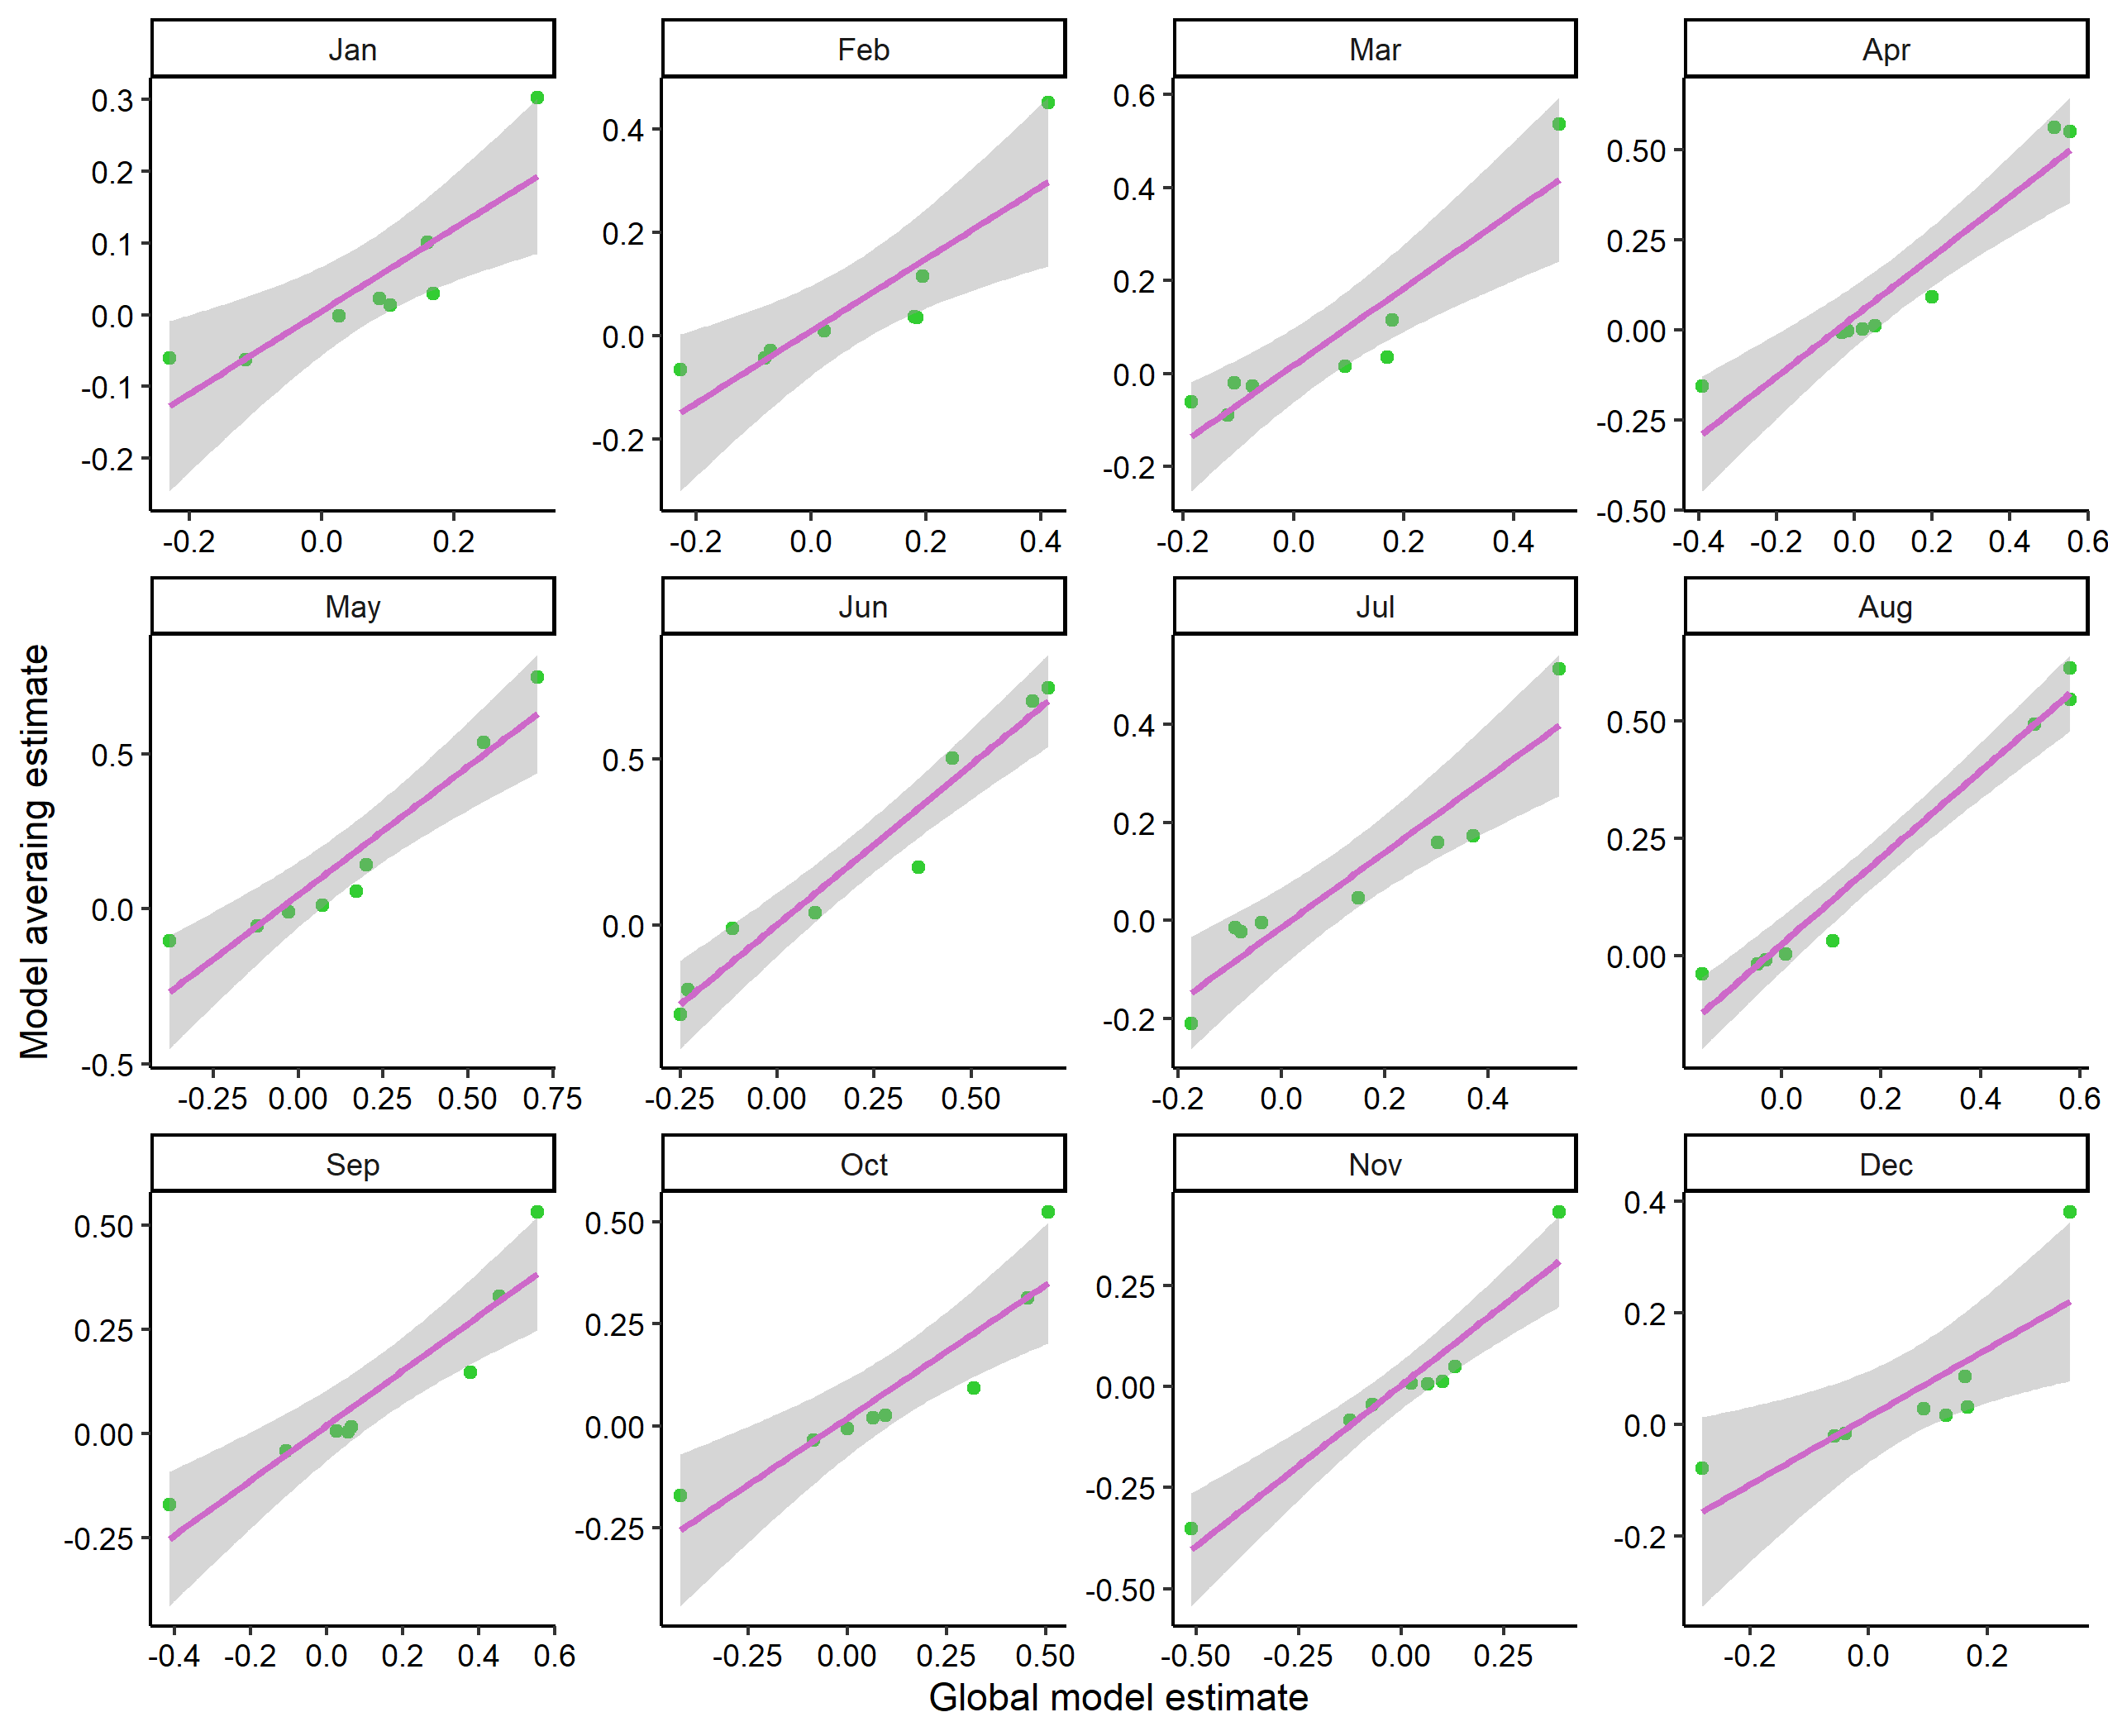 Jan Feb Mar Apr
0.3
0.2
0.1
0.0
-0.1
-0.2
-0.2 0.0 0.2
0.4
0.2
0.0
-0.2
-0.2 0.0 0.2 0.4
0.6
0.4
0.2
0.0
-0.2
-0.2 0.0 0.2 0.4
0.50
0.25
0.00
-0.25
-0.50
-0.4 -0.2 0.0 0.2 0.4 0.6
May Jun Jul Aug
Model averaing estimate
0.5
0.0
-0.5
-0.25 0.00 0.25 0.50 0.75
0.5
0.0
-0.25 0.00 0.25 0.50
0.4
0.2
0.0
-0.2
-0.2 0.0 0.2 0.4
0.50
0.25
0.00
0.0 0.2 0.4 0.6
Sep Oct Nov Dec
0.50
0.25
0.00
-0.25
-0.4 -0.2 0.0 0.2 0.4 0.6
0.50
0.25
0.00
-0.25
-0.25 0.00 0.25 0.50
0.25
0.00
-0.25
-0.50
-0.50 -0.25 0.00 0.25
0.4
0.2
0.0
-0.2
-0.2 0.0 0.2
Global model estimate